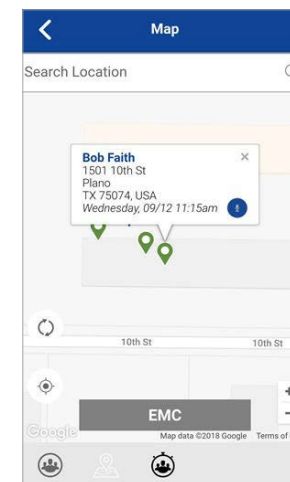 Map
Search Location
Bob Faith
1501 10th St
Plano
TX 75074, USA
Wednesday, 09/12 11:15am
10th St
10th St
EMC
Google
Map data ©2018 Google
Terms of